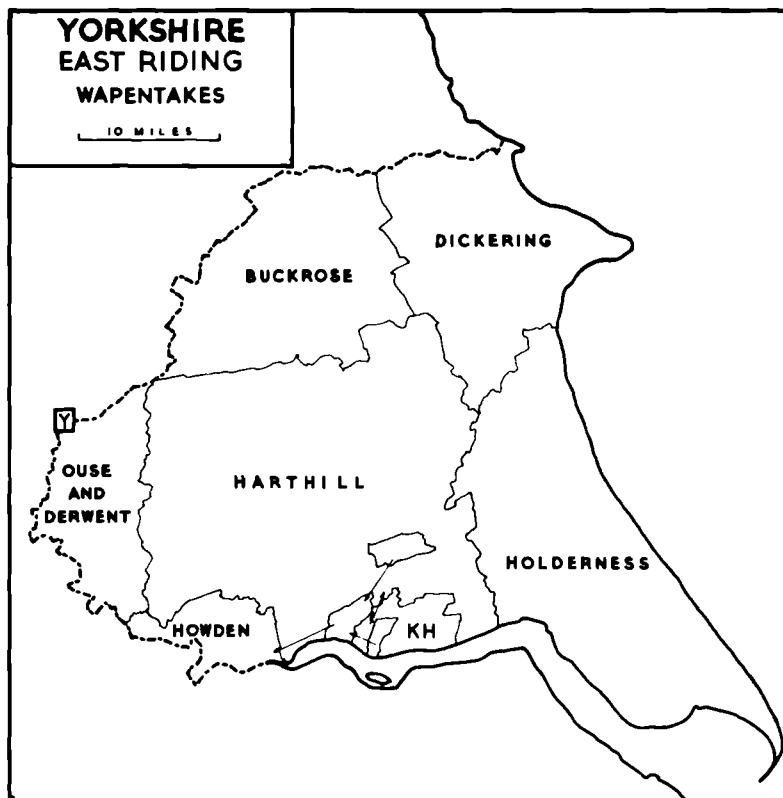 YORKSHIRE
EAST RIDING
WAPENTAKES
10 MILES
DICKERING
BUCKROSE
Y
OUSE
AND
DERWENT
HARTHILL
HOLDERNESS
HOWDEN
KH